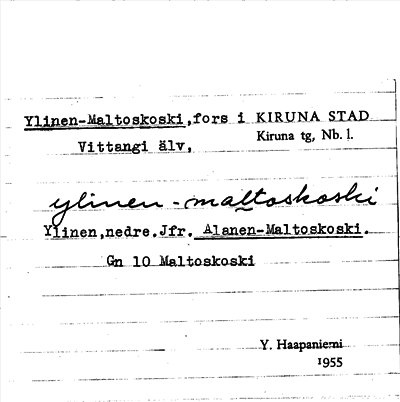 Ylinen-Maltoskoski,fors i KIRUNA STAD
Vittangi älv, Kiruna tg, Nb. l.
ylinen-maltoskoski
Ylinen,nedre.Jfr. Alanen-Maltoskoski.
Gn 10 Maltoskoski
Y. Haapaniemi
1955